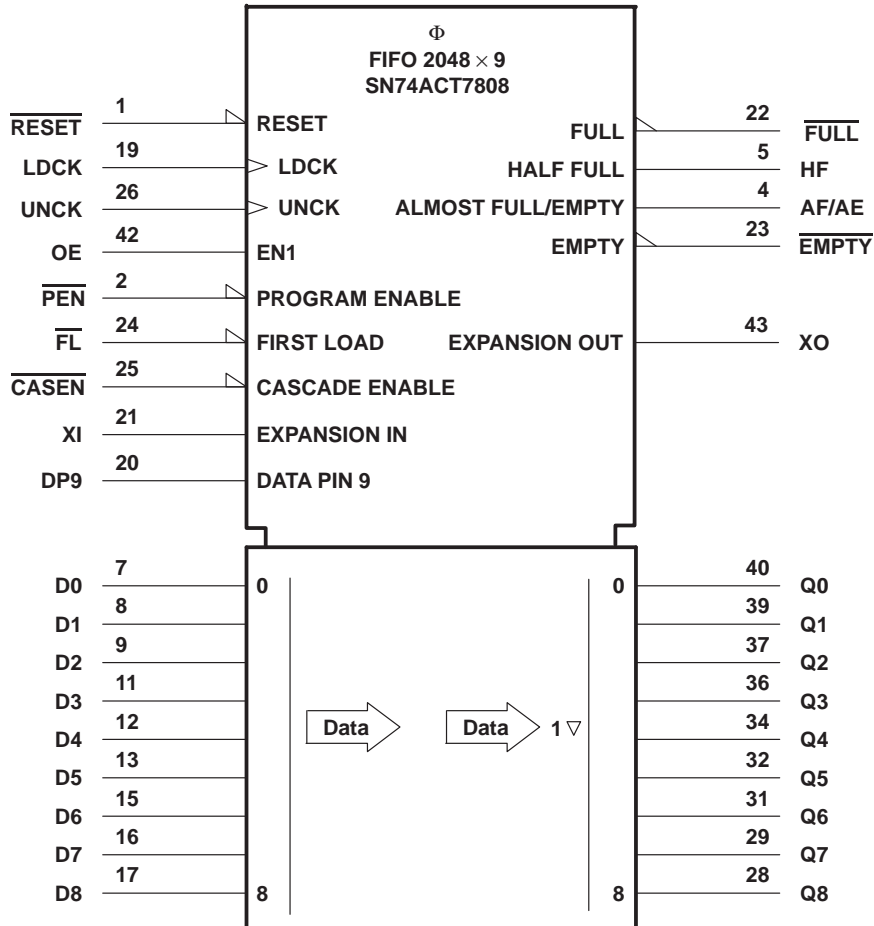 Φ
FIFO 2048 × 9
SN74ACT7808
RESET 1 RESET FULL 22 FULL
LDCK 19 LDCK HALF FULL 5 HF
UNCK 26 UNCK ALMOST FULL/EMPTY 4 AF/AE
OE 42 EN1 EMPTY 23 EMPTY
PEN 2 PROGRAM ENABLE
FL 24 FIRST LOAD EXPANSION OUT 43 XO
CASEN 25 CASCADE ENABLE
XI 21 EXPANSION IN
DP9 20 DATA PIN 9
D0 7 0 0 40 Q0
D1 8 39 Q1
D2 9 37 Q2
D3 11 36 Q3
D4 12 Data Data 1 ▽ 34 Q4
D5 13 32 Q5
D6 15 31 Q6
D7 16 29 Q7
D8 17 8 8 28 Q8